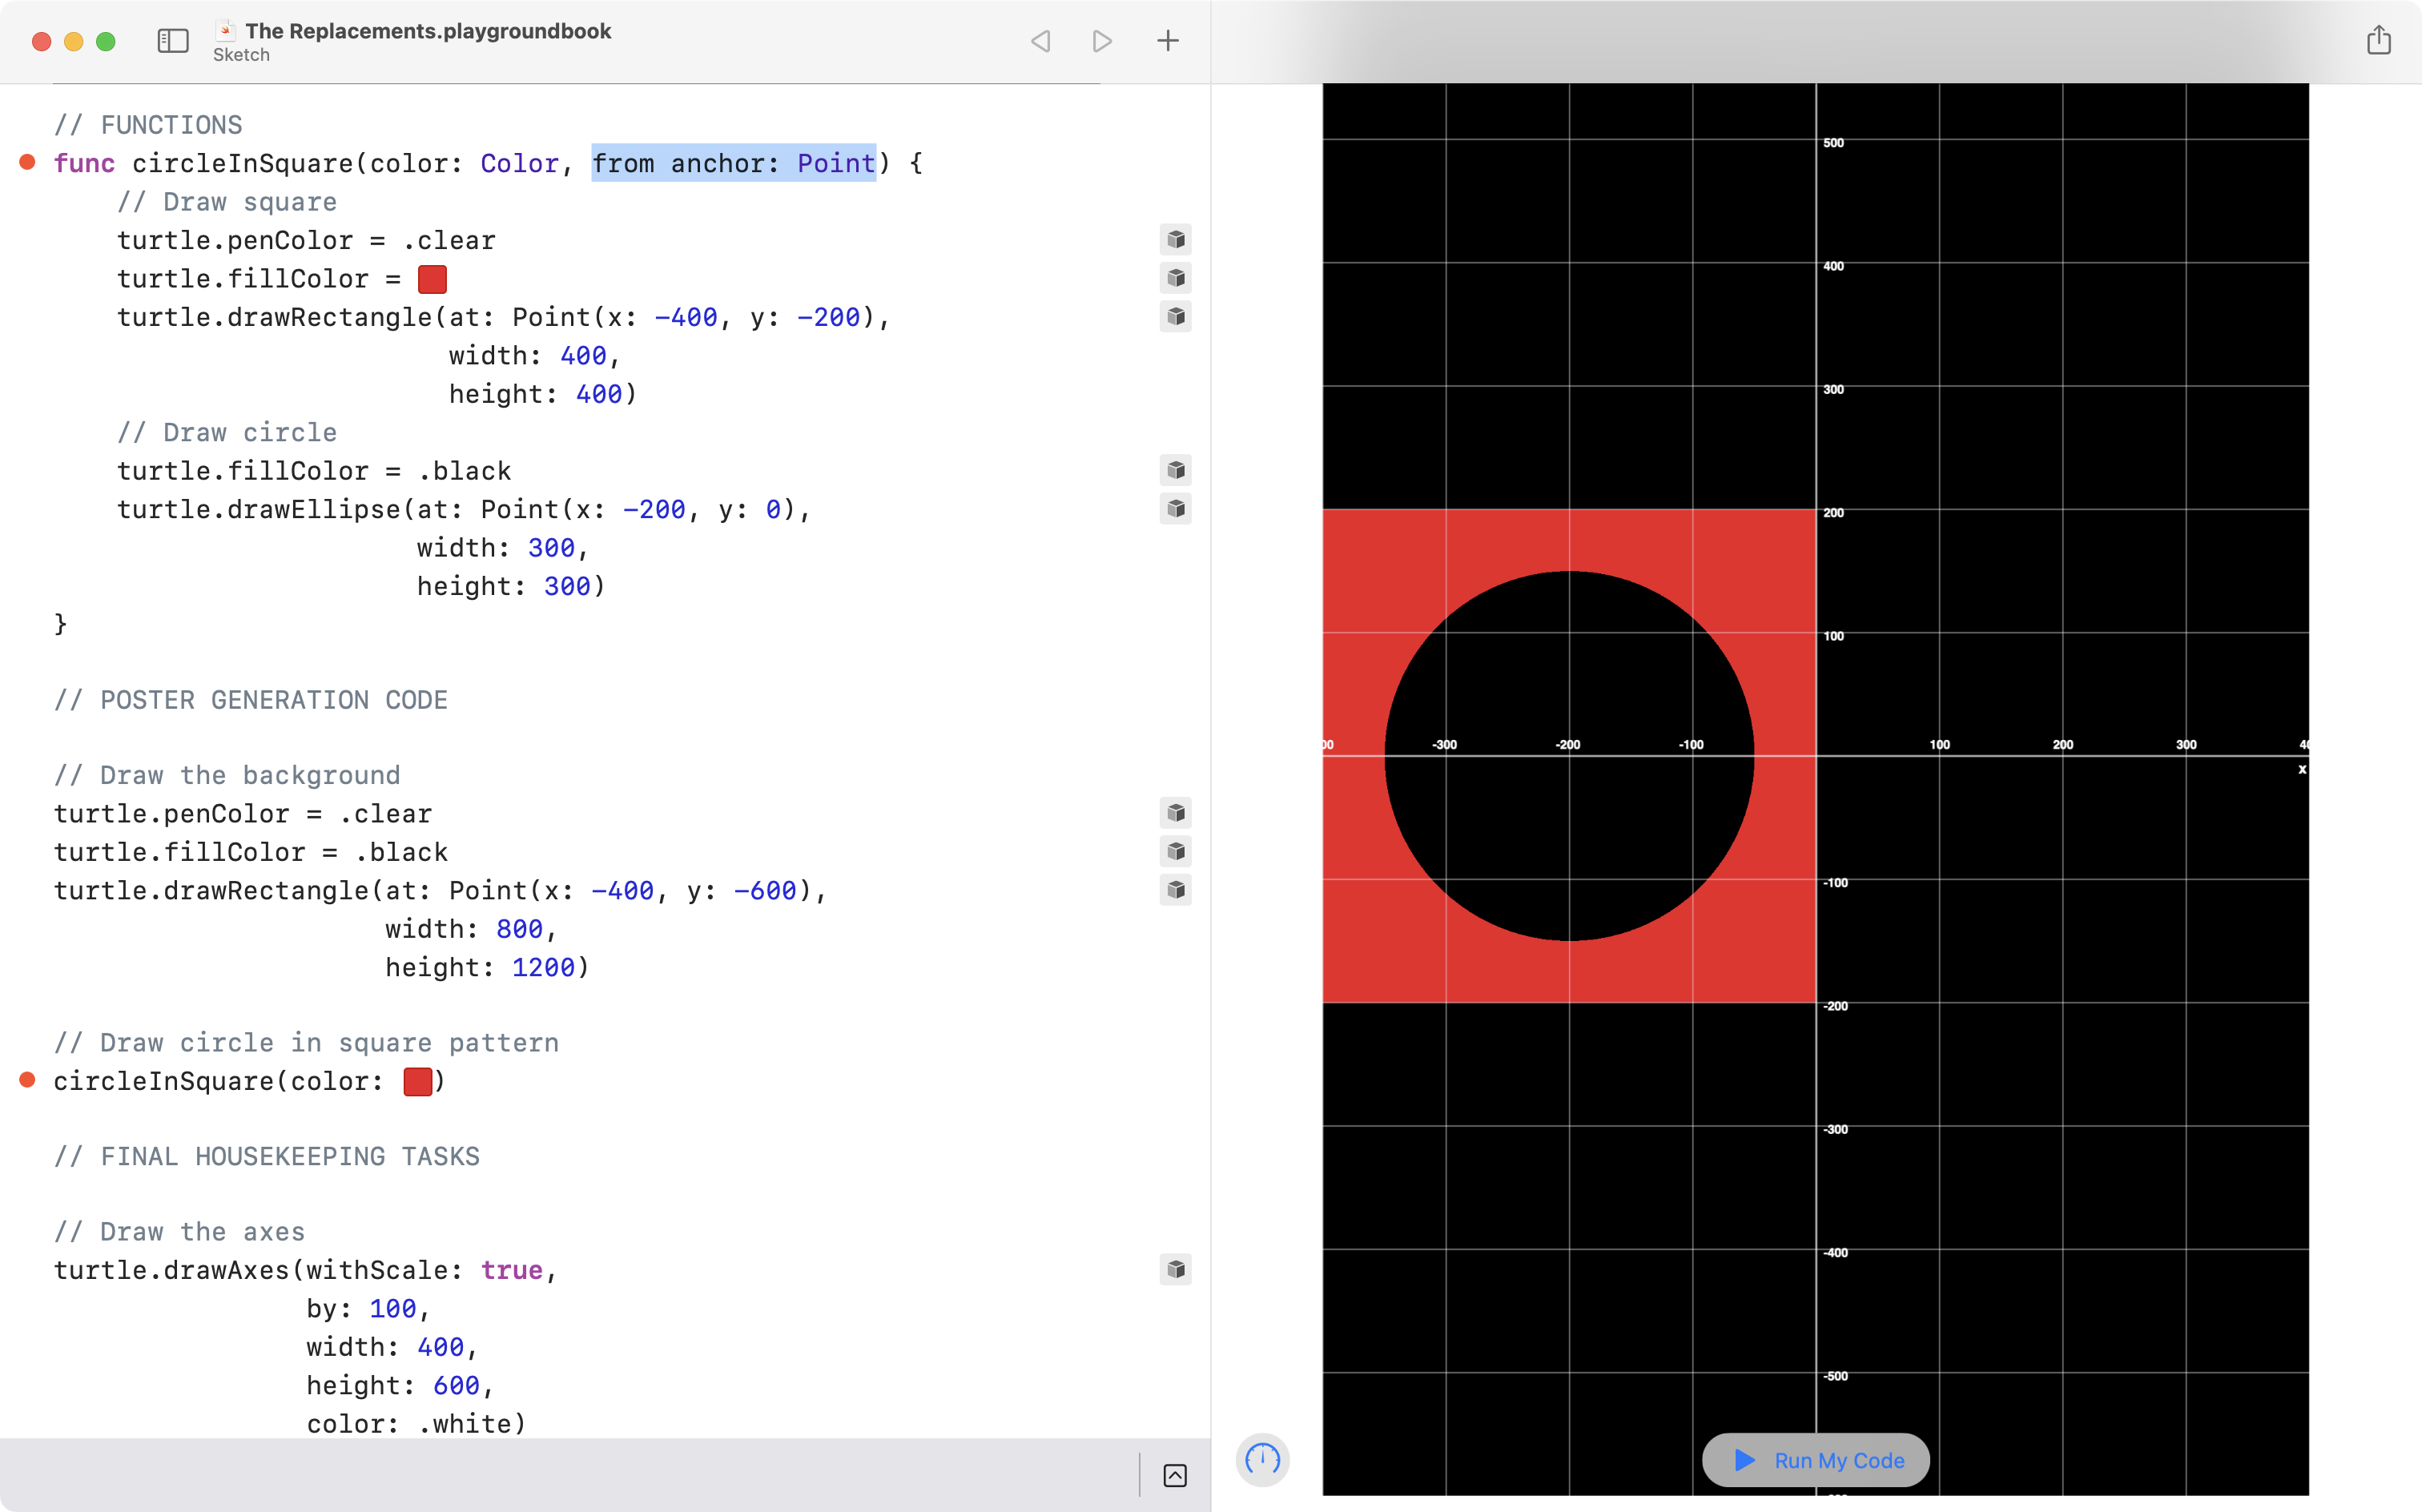 The Replacements.playgroundbook
Sketch
// FUNCTIONS
func circleInSquare(color: Color, from anchor: Point) {
// Draw square
turtle.penColor = .clear
turtle.fillColor =
turtle.drawRectangle(at: Point(x: -400, y: -200),
width: 400,
height: 400)
// Draw circle
turtle.fillColor = .black
turtle.drawEllipse(at: Point(x: -200, y: 0),
width: 300,
height: 300)
}
// POSTER GENERATION CODE
// Draw the background
turtle.penColor = .clear
turtle.fillColor = .black
turtle.drawRectangle(at: Point(x: -400, y: -600),
width: 800,
height: 1200)
// Draw circle in square pattern
circleInSquare(color: )
// FINAL HOUSEKEEPING TASKS
// Draw the axes
turtle.drawAxes(withScale: true,
by: 100,
width: 400,
height: 600,
color: .white)
500
400
300
200
100
00 -300 -200 -100 100 200 300 40
x
-100
-200
-300
-400
-500
Run My Code